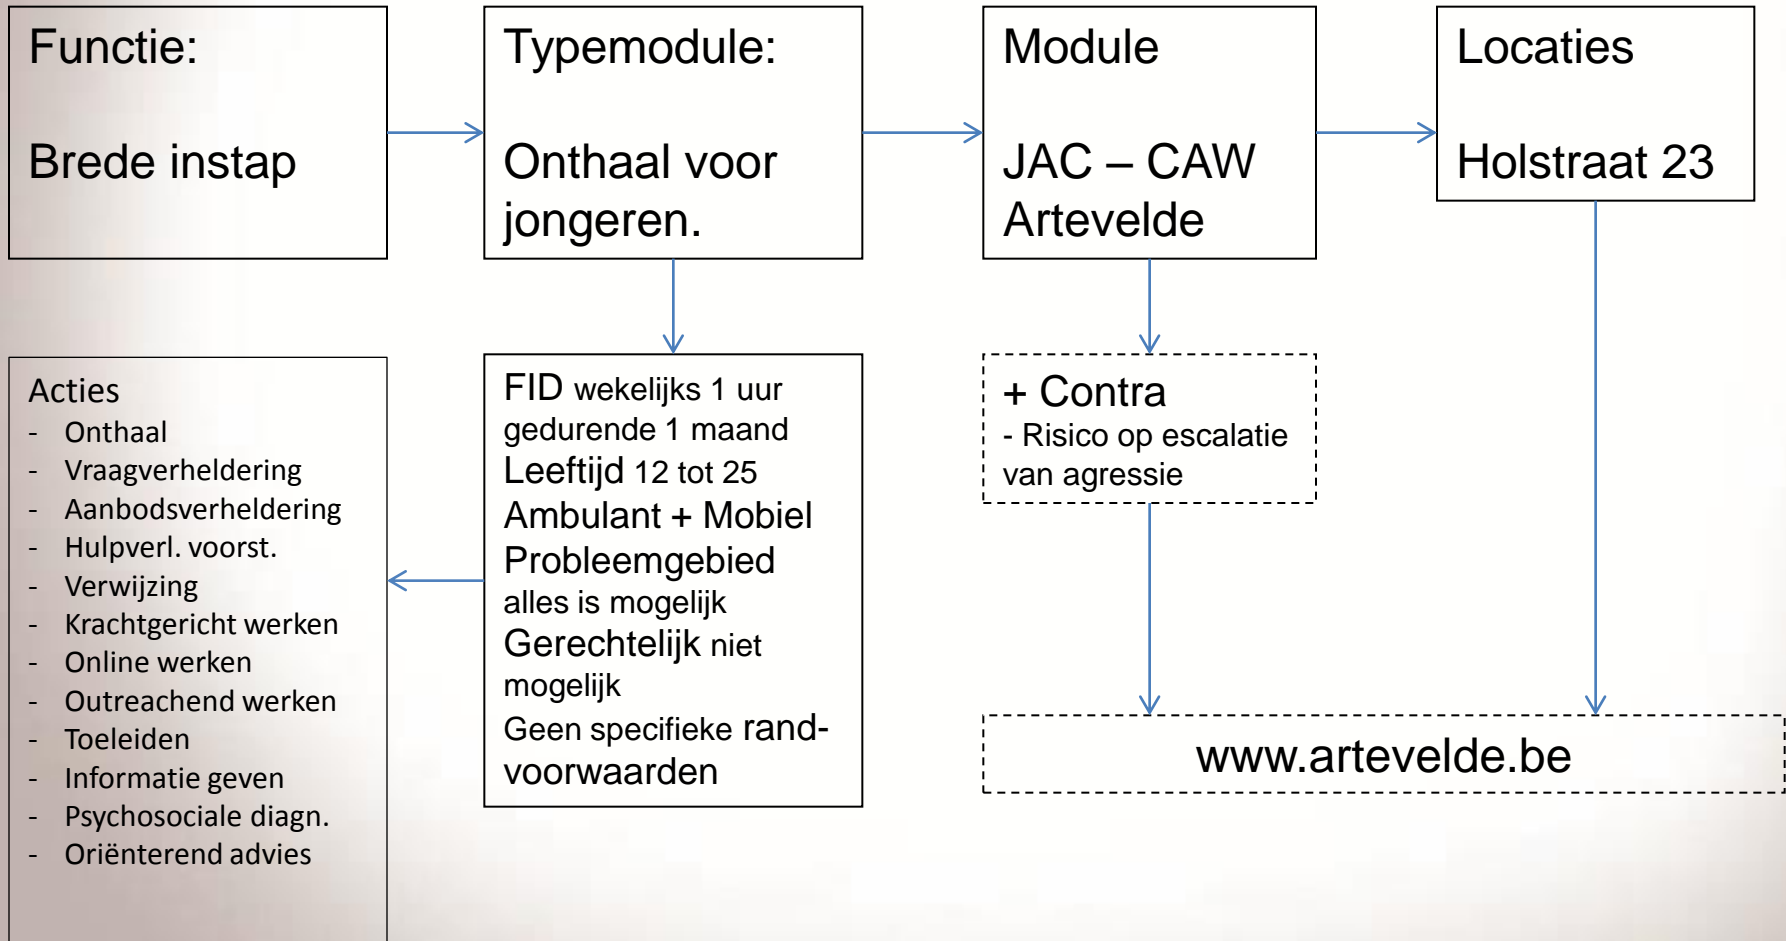 Functie:
Brede instap
Typemodule:
Onthaal voor
jongeren.
Module
JAC – CAW
Artevelde
Locaties
Holstraat 23
Acties
- Onthaal
- Vraagverheldering
- Aanbodsverheldering
- Hulpverl. voorst.
- Verwijzing
- Krachtgericht werken
- Online werken
- Outreachend werken
- Toeleiden
- Informatie geven
- Psychosociale diagn.
- Oriënterend advies
FID wekelijks 1 uur
gedurende 1 maand
Leeftijd 12 tot 25
Ambulant + Mobiel
Probleemgebied
alles is mogelijk
Gerechtelijk niet
mogelijk
Geen specifieke rand-
voorwaarden
+ Contra
- Risico op escalatie
van agressie
www.artevelde.be